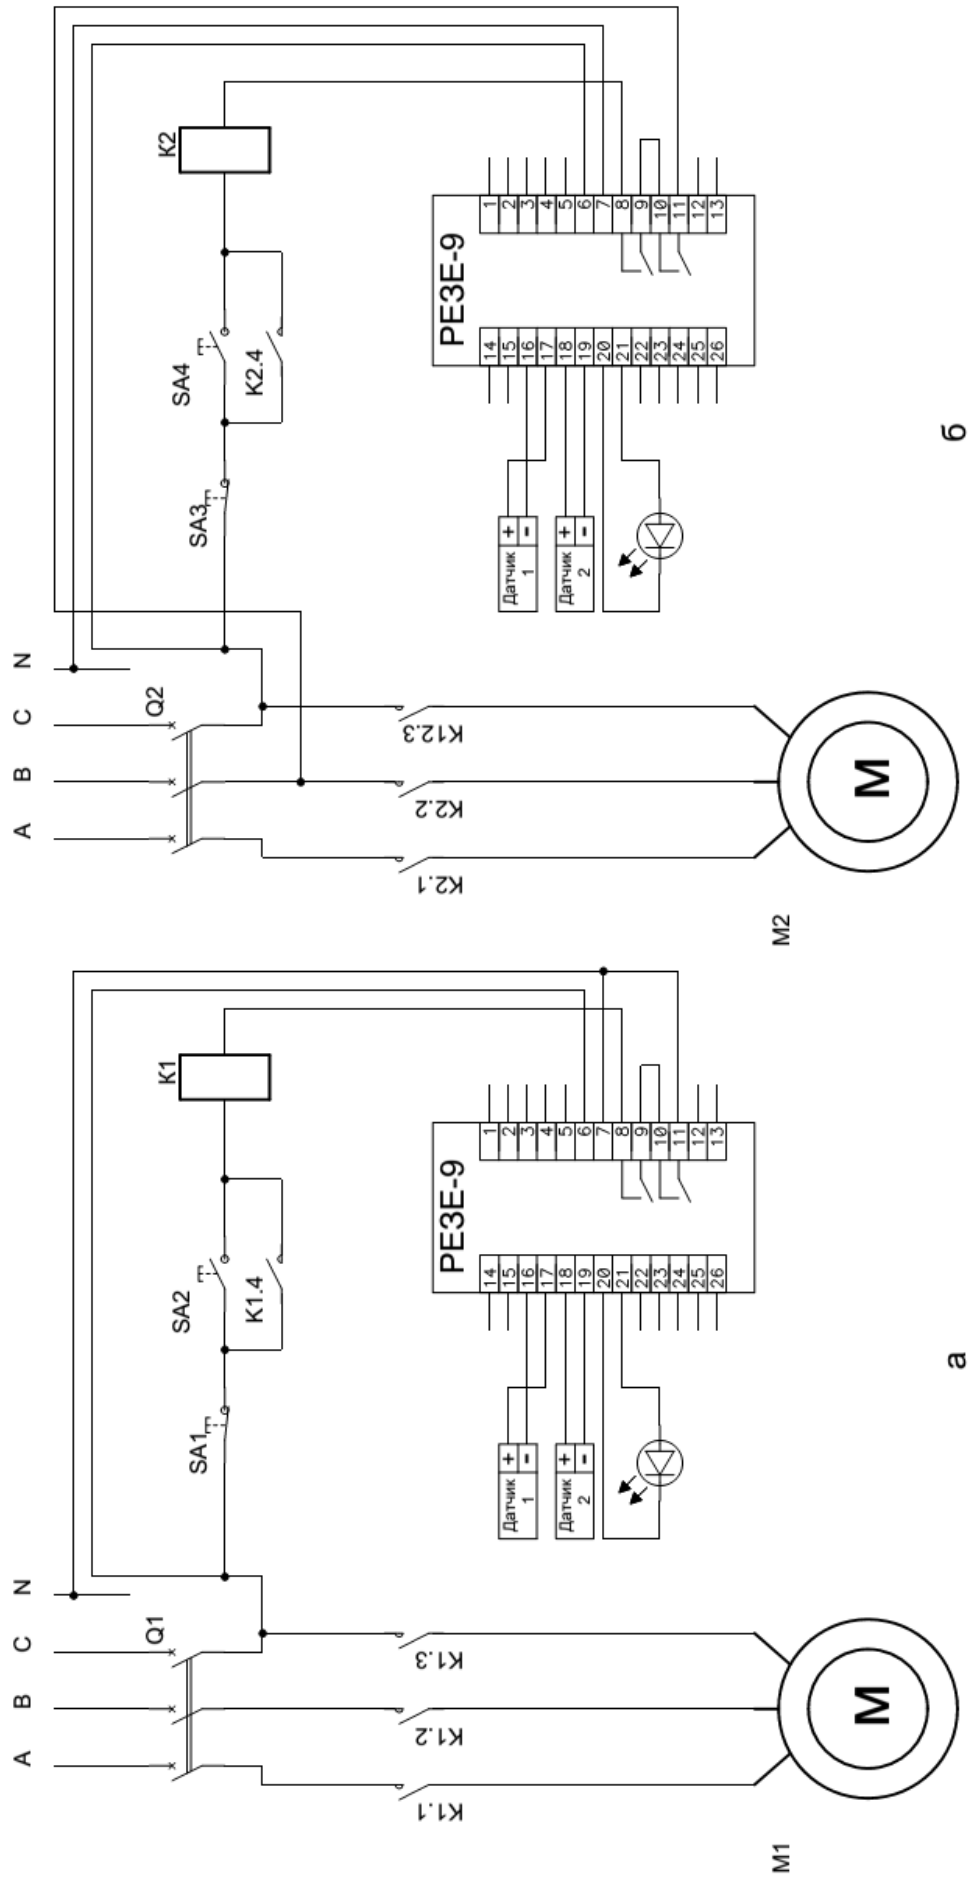 A
B
C
N
Q1
SA1
SA2
K1.4
K1
K1.1
K1.2
K1.3
M
M1
Датчик
1
+
-
Датчик
2
+
-
РЕЗЕ-9
14
15
16
17
18
19
20
21
22
23
24
25
26
1
2
3
4
5
6
7
8
9
10
11
12
13
а
A
B
C
N
Q2
SA3
SA4
K2.4
K2
K2.1
K2.2
K12.3
M
M2
Датчик
1
+
-
Датчик
2
+
-
РЕЗЕ-9
14
15
16
17
18
19
20
21
22
23
24
25
26
1
2
3
4
5
6
7
8
9
10
11
12
13
б